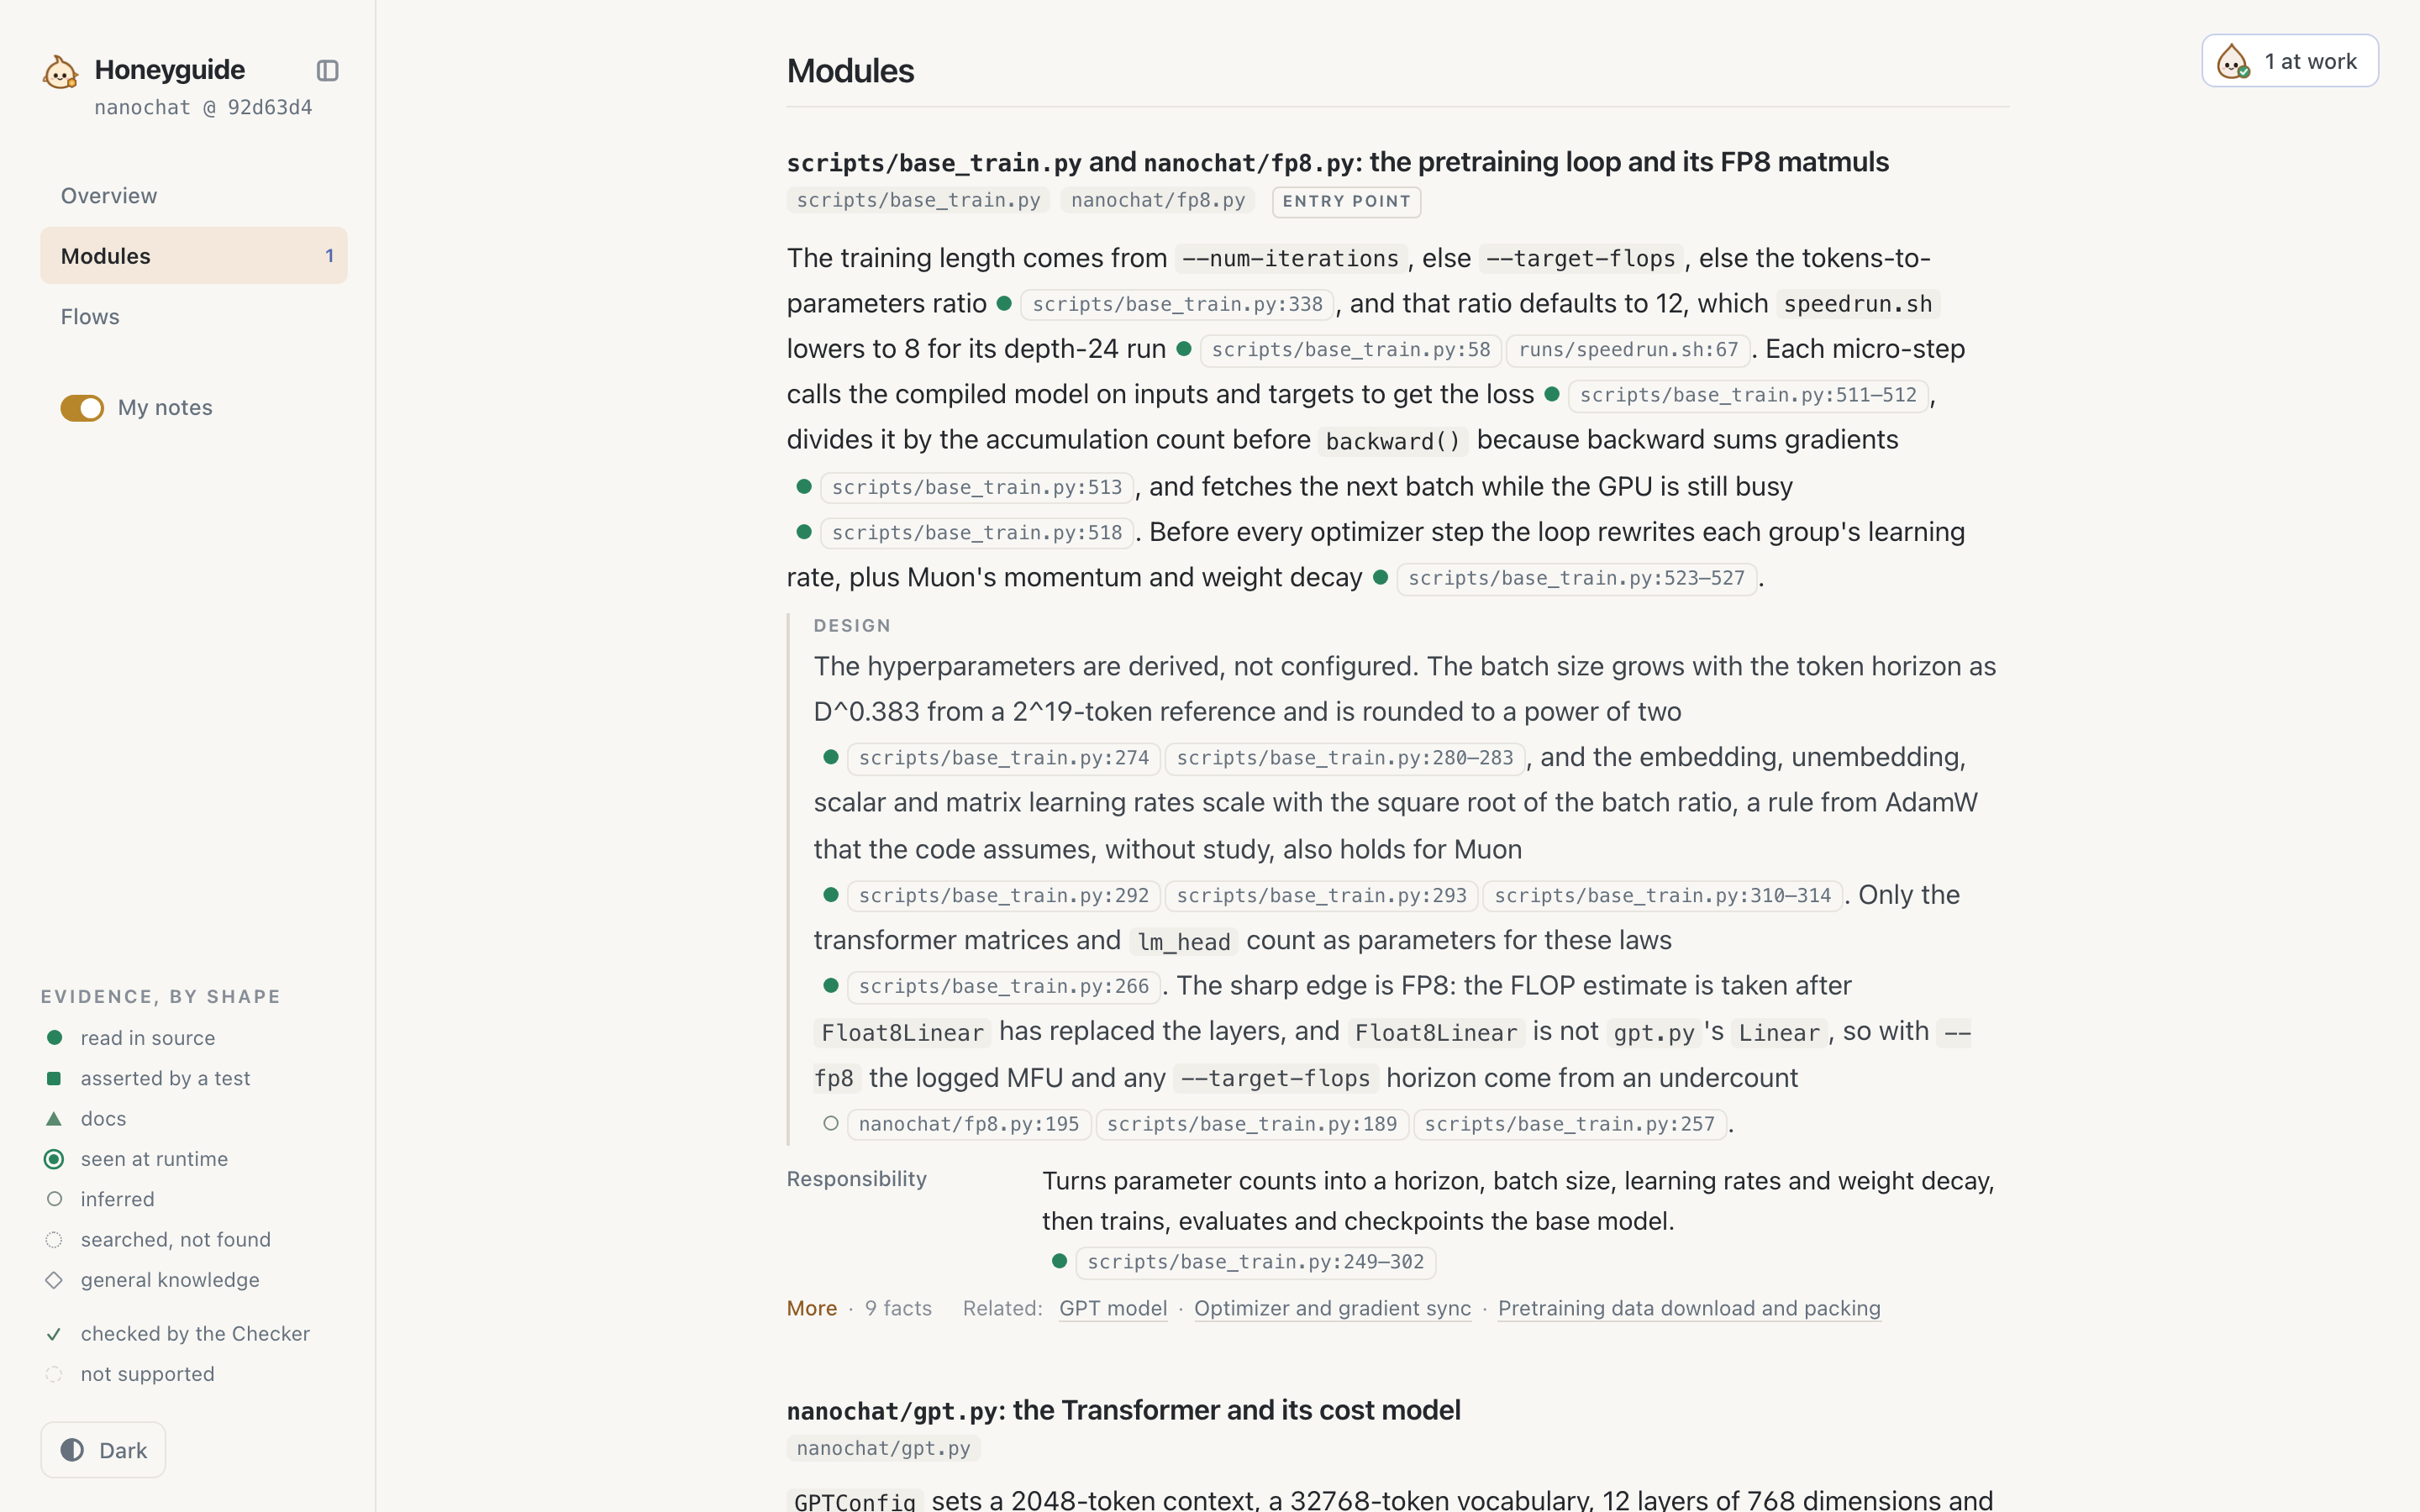 Honeyguide
nanochat @ 92d63d4
Overview
Modules 1
Flows
My notes
EVIDENCE, BY SHAPE
read in source
asserted by a test
docs
seen at runtime
inferred
searched, not found
general knowledge
checked by the Checker
not supported
Dark
1 at work
Modules
scripts/base_train.py and nanochat/fp8.py: the pretraining loop and its FP8 matmuls
scripts/base_train.py nanochat/fp8.py ENTRY POINT
The training length comes from --num-iterations, else --target-flops, else the tokens-to-
parameters ratio scripts/base_train.py:338, and that ratio defaults to 12, which speedrun.sh
lowers to 8 for its depth-24 run scripts/base_train.py:58 runs/speedrun.sh:67. Each micro-step
calls the compiled model on inputs and targets to get the loss scripts/base_train.py:511–512,
divides it by the accumulation count before backward() because backward sums gradients
scripts/base_train.py:513, and fetches the next batch while the GPU is still busy
scripts/base_train.py:518. Before every optimizer step the loop rewrites each group's learning
rate, plus Muon's momentum and weight decay scripts/base_train.py:523–527.
DESIGN
The hyperparameters are derived, not configured. The batch size grows with the token horizon as
D^0.383 from a 2^19-token reference and is rounded to a power of two
scripts/base_train.py:274 scripts/base_train.py:280–283, and the embedding, unembedding,
scalar and matrix learning rates scale with the square root of the batch ratio, a rule from AdamW
that the code assumes, without study, also holds for Muon
scripts/base_train.py:292 scripts/base_train.py:293 scripts/base_train.py:310–314. Only the
transformer matrices and lm_head count as parameters for these laws
scripts/base_train.py:266. The sharp edge is FP8: the FLOP estimate is taken after
Float8Linear has replaced the layers, and Float8Linear is not gpt.py's Linear, so with --
fp8 the logged MFU and any --target-flops horizon come from an undercount
nanochat/fp8.py:195 scripts/base_train.py:189 scripts/base_train.py:257.
Responsibility
Turns parameter counts into a horizon, batch size, learning rates and weight decay,
then trains, evaluates and checkpoints the base model.
scripts/base_train.py:249–302
More · 9 facts Related: GPT model · Optimizer and gradient sync · Pretraining data download and packing
nanochat/gpt.py: the Transformer and its cost model
nanochat/gpt.py
GPTConfig sets a 2048-token context, a 32768-token vocabulary, 12 layers of 768 dimensions and